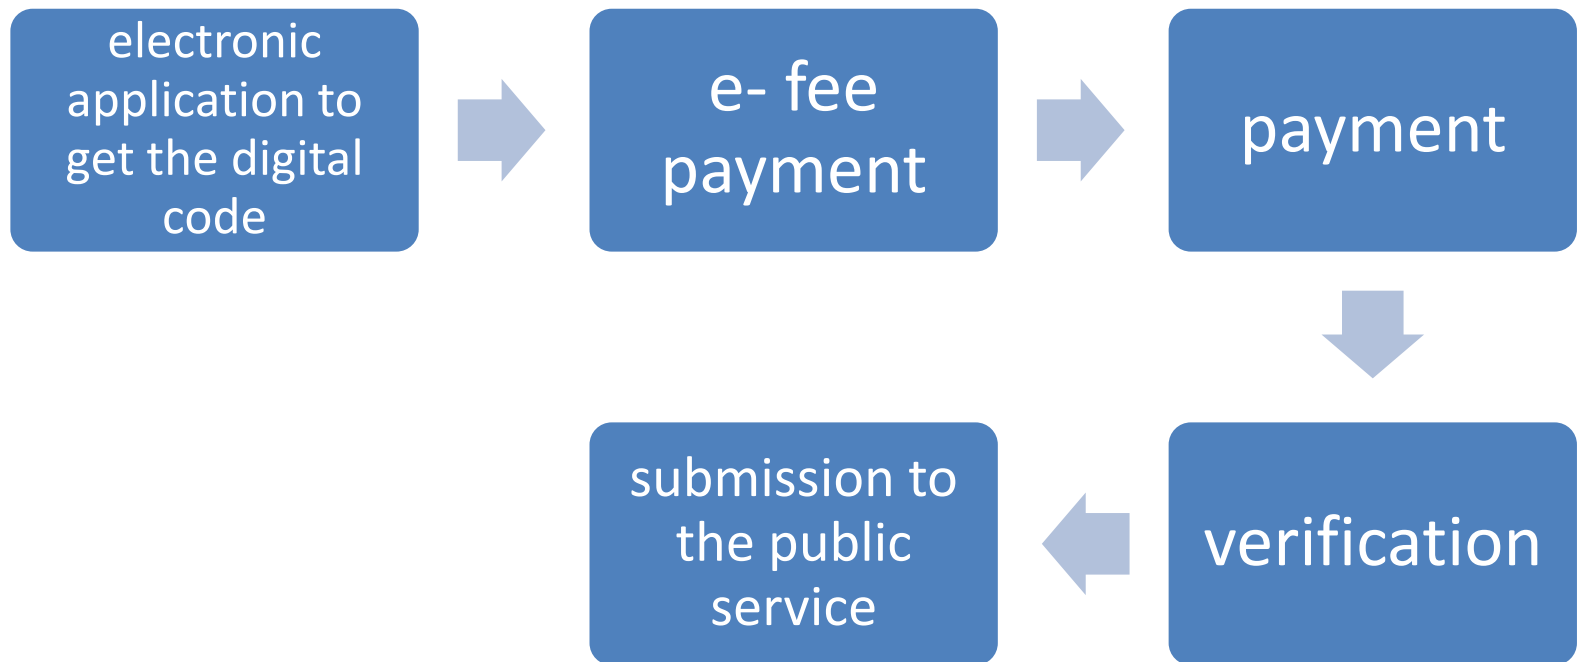 electronic
application to
get the digital
code
e- fee
payment
payment
verification
submission to
the public
service